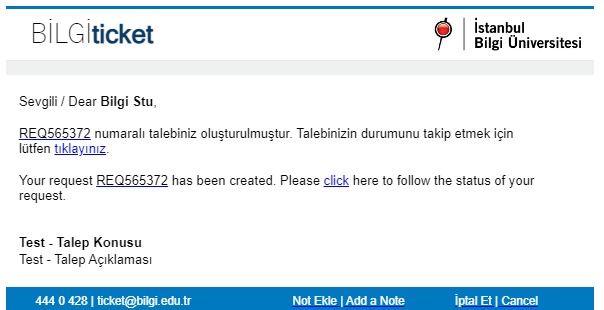 BİLGİticket
İstanbul
Bilgi Üniversitesi
Sevgili / Dear Bilgi Stu,
REQ565372 numaralı talebiniz oluşturulmuştur. Talebinizin durumunu takip etmek için
lütfen tıklayınız.
Your request REQ565372 has been created. Please click here to follow the status of your
request.
Test - Talep Konusu
Test - Talep Açıklaması
444 0 428 | ticket@bilgi.edu.tr Not Ekle | Add a Note İptal Et | Cancel